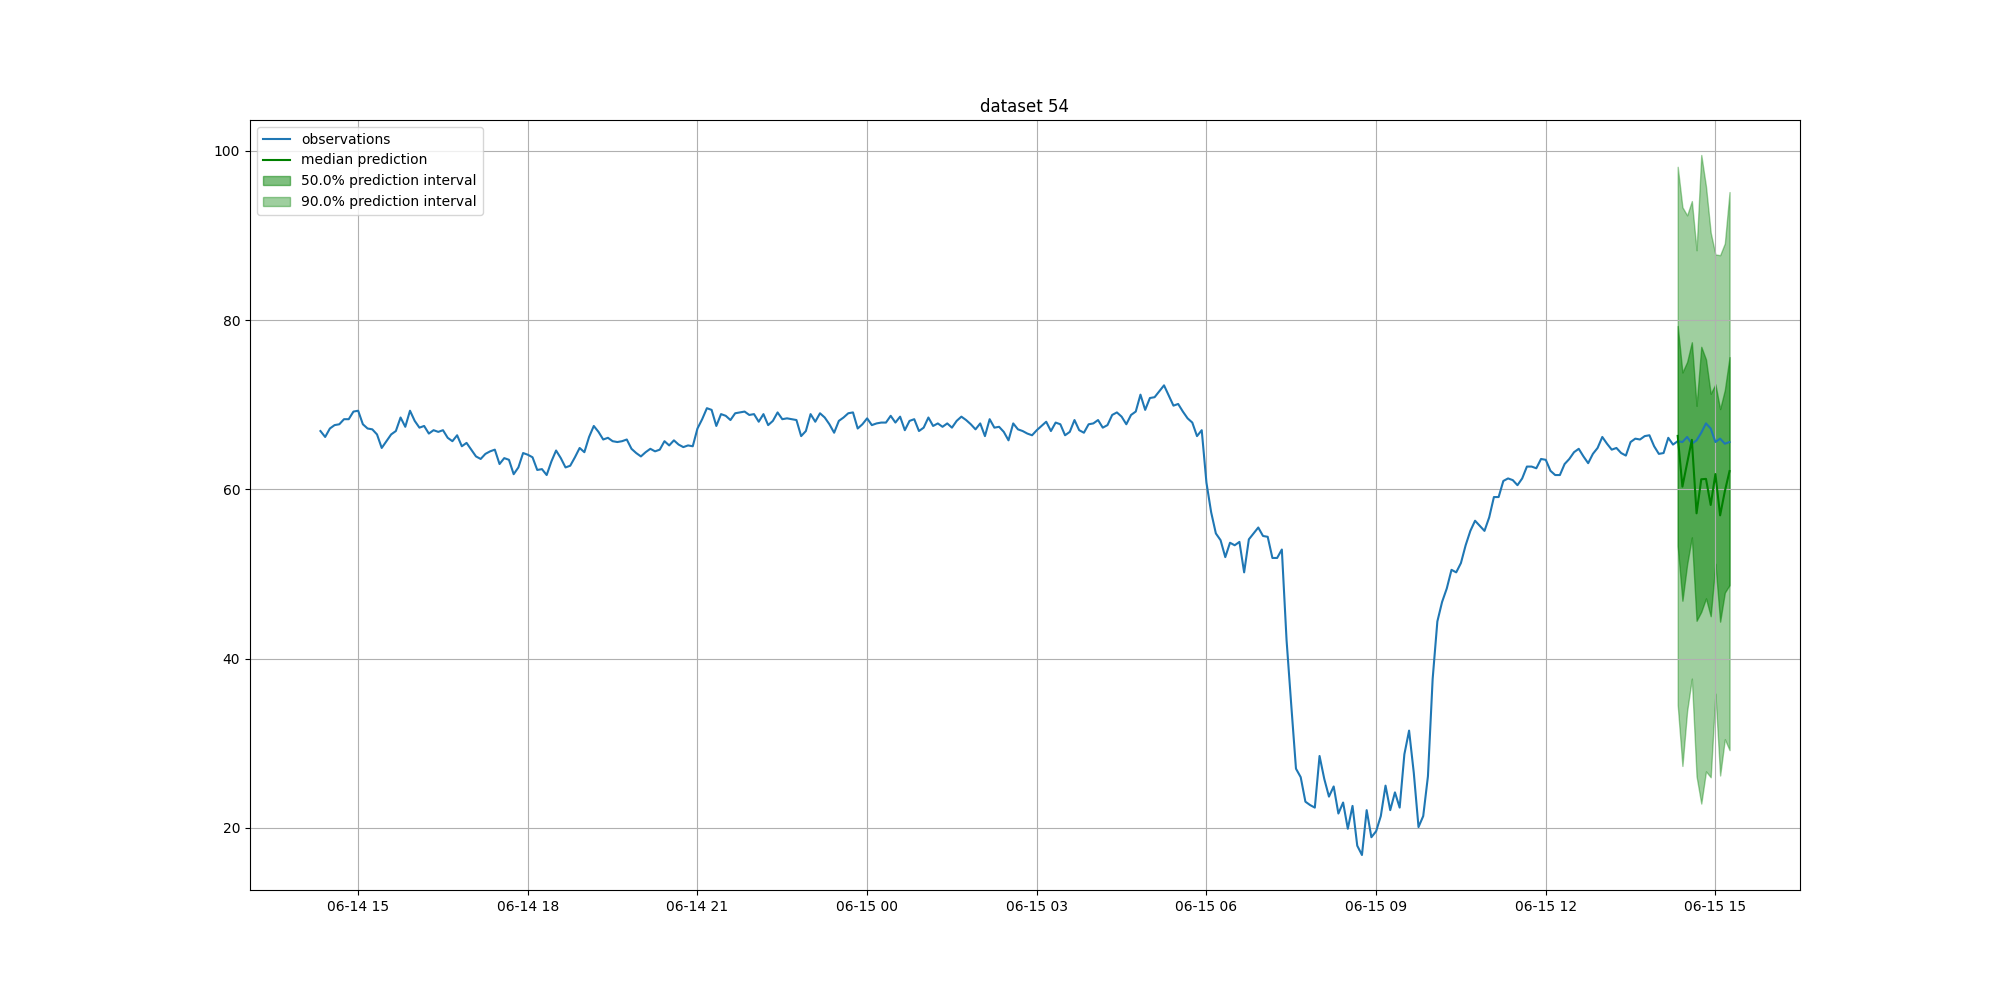 dataset 54
observations
median prediction
50.0% prediction interval
90.0% prediction interval
100
80
60
40
20
06-14 15
06-14 18
06-14 21
06-15 00
06-15 03
06-15 06
06-15 09
06-15 12
06-15 15